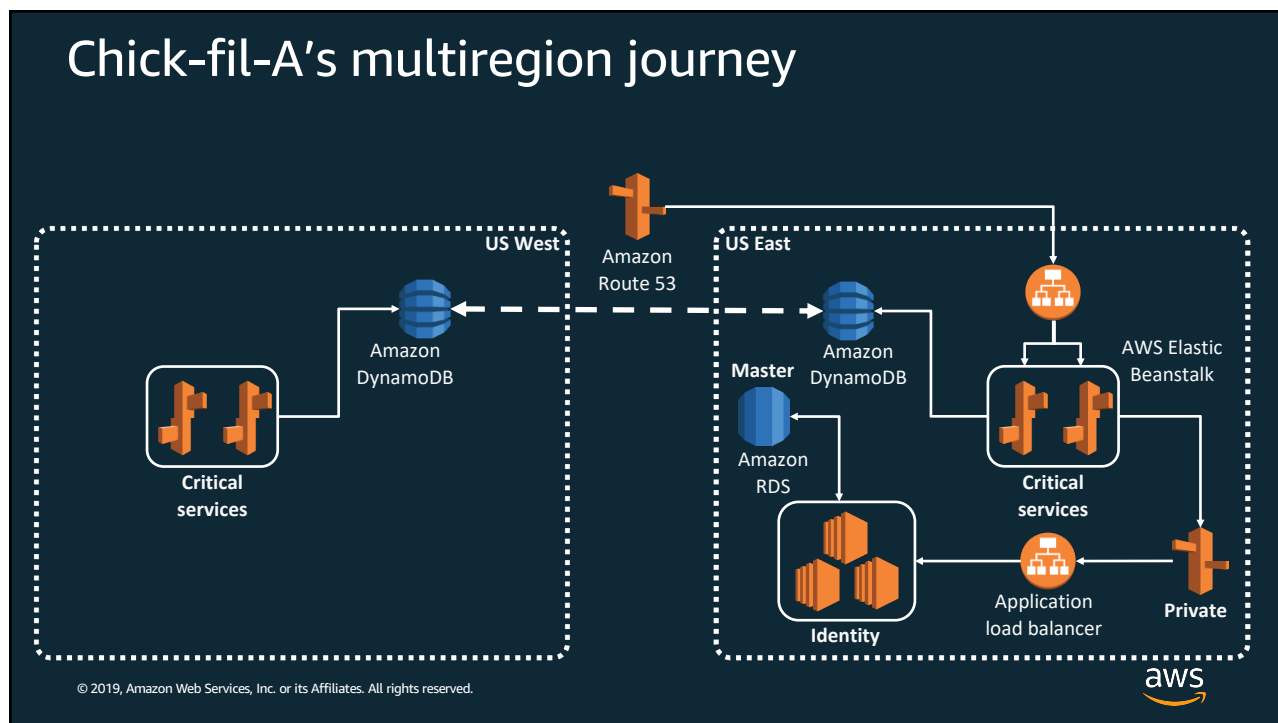 Chick-fil-A’s multiregion journey
US West
Amazon
Route 53
US East
Amazon
DynamoDB
Critical
services
Amazon
DynamoDB
Master
Amazon
RDS
AWS Elastic
Beanstalk
Critical
services
Identity
Application
load balancer
Private
© 2019, Amazon Web Services, Inc. or its Affiliates. All rights reserved.
aws